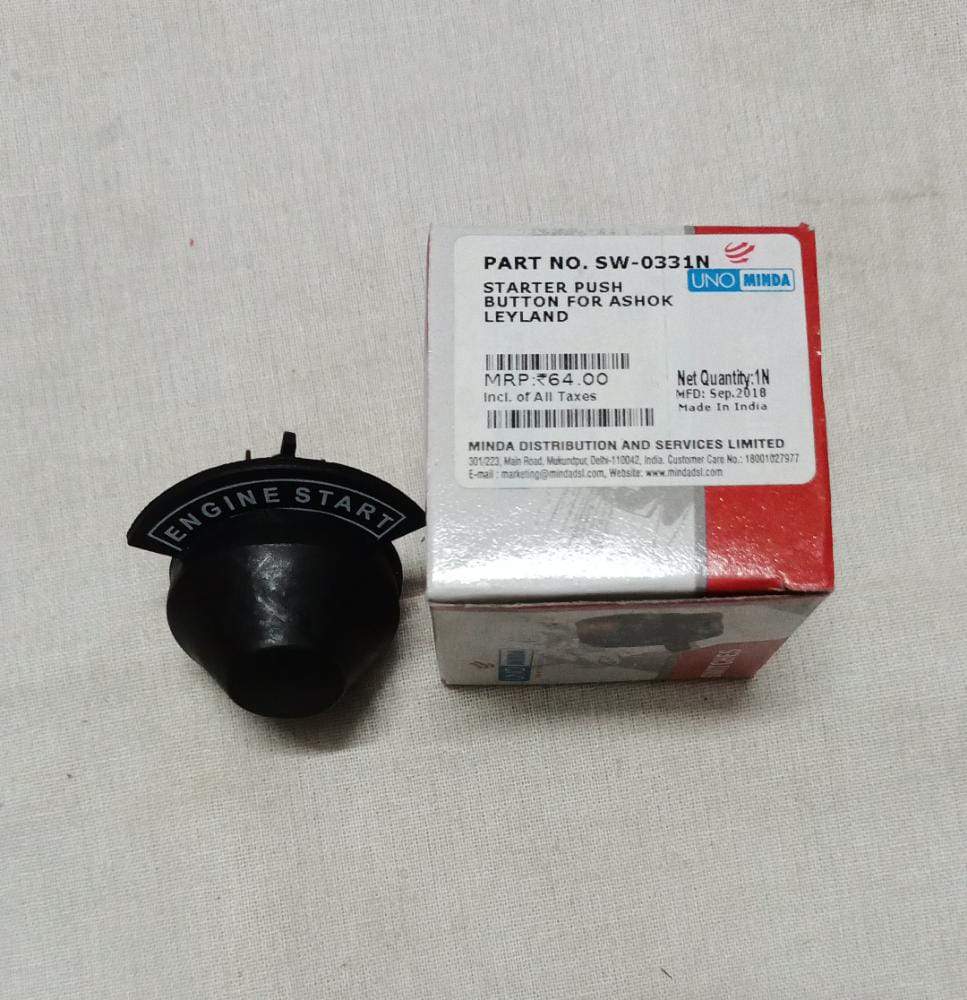 PART NO. SW-0331N
UNO MINDA
STARTER PUSH
BUTTON FOR ASHOK
LEYLAND
MRP:₹64.00
Incl. of All Taxes
Net Quantity:1N
MFD: Sep.2018
Made In India
MINDA DISTRIBUTION AND SERVICES LIMITED
301/223, Main Road, Mukundpur, Delhi-110042, India. Customer Care No.: 18001027977
E-mail : marketing@mindadsl.com, Website: www.mindadsl.com
ENGINE START
UNO MINDA